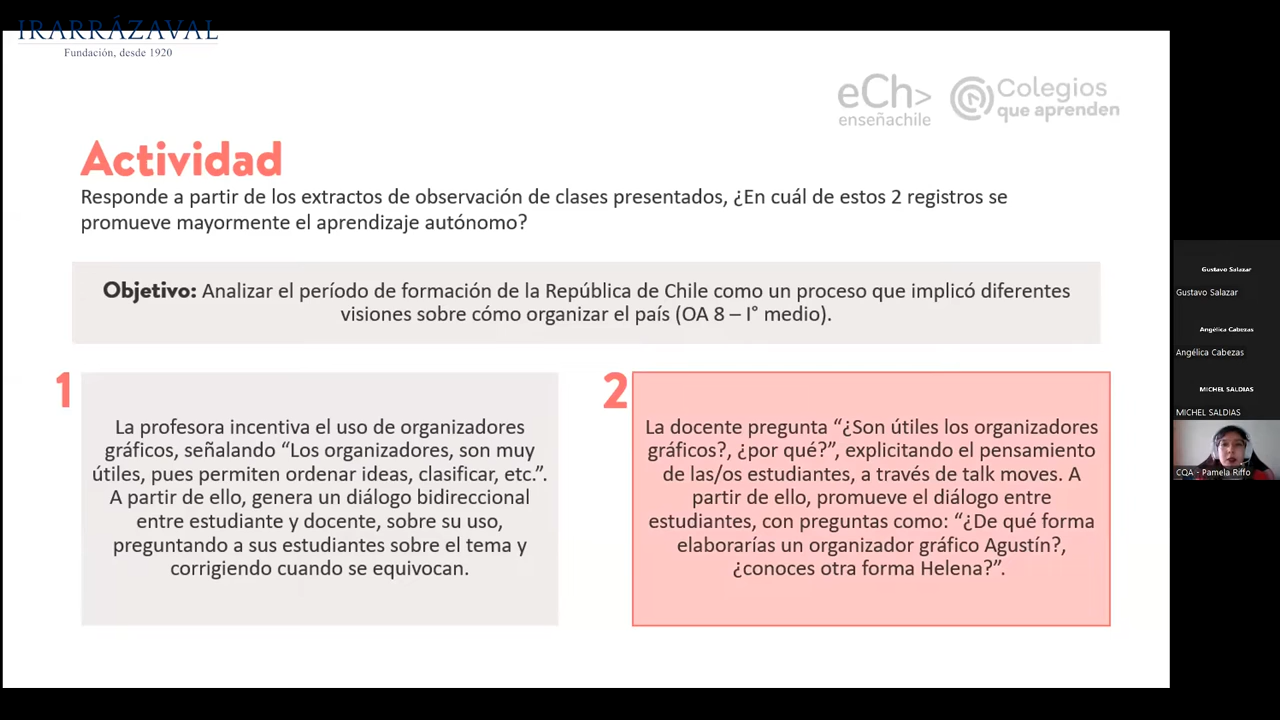 IRARRÁZAVAL
Fundación, desde 1920
eCh>
enseñachile
Colegios
que aprenden
Actividad
Responde a partir de los extractos de observación de clases presentados, ¿En cuál de estos 2 registros se
promueve mayormente el aprendizaje autónomo?
Objetivo: Analizar el período de formación de la República de Chile como un proceso que implicó diferentes
visiones sobre cómo organizar el país (OA 8 – I° medio).
1
La profesora incentiva el uso de organizadores
gráficos, señalando “Los organizadores, son muy
útiles, pues permiten ordenar ideas, clasificar, etc.”.
A partir de ello, genera un diálogo bidireccional
entre estudiante y docente, sobre su uso,
preguntando a sus estudiantes sobre el tema y
corrigiendo cuando se equivocan.
2
La docente pregunta “¿Son útiles los organizadores
gráficos?, ¿por qué?”, explicitando el pensamiento
de las/os estudiantes, a través de talk moves. A
partir de ello, promueve el diálogo entre
estudiantes, con preguntas como: “¿De qué forma
elaborarías un organizador gráfico Agustín?,
¿conoces otra forma Helena?”.
Gustavo Salazar
Gustavo Salazar
Angélica Cabezas
Angélica Cabezas
MICHEL SALDIAS
MICHEL SALDIAS
CQA - Pamela Riffo